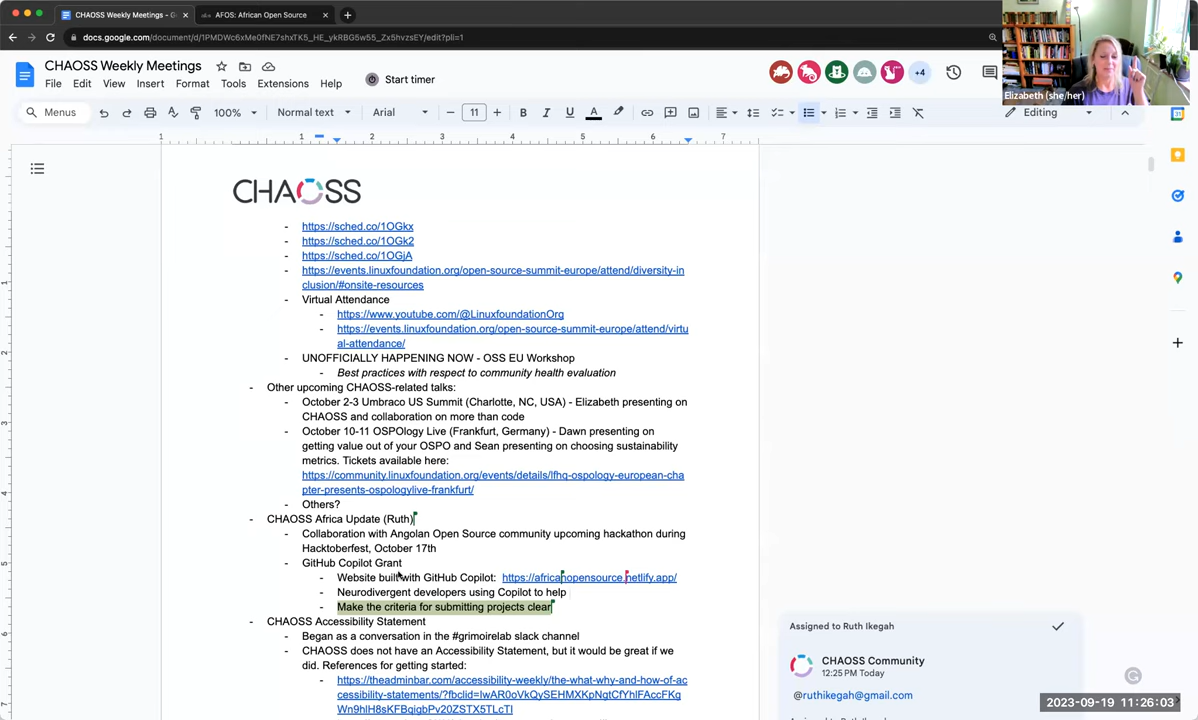 CHAOSS Weekly Meetings - G
AFOS: African Open Source
docs.google.com/document/d/1PMDWc6xMe0fNE7shxTK5_HE_ykRBG5w55_Zx5hvzsEY/edit?pli=1
CHAOSS Weekly Meetings
File Edit View Insert Format Tools Extensions Help
Start timer
+4
Elizabeth (she/her)
Menus
100%
Normal text
Arial
11
Editing
CHAOSS
- https://sched.co/1OGkx
- https://sched.co/1OGk2
- https://sched.co/1OGjA
- https://events.linuxfoundation.org/open-source-summit-europe/attend/diversity-in
clusion/#onsite-resources
- Virtual Attendance
- https://www.youtube.com/@LinuxfoundationOrg
- https://events.linuxfoundation.org/open-source-summit-europe/attend/virtu
al-attendance/
- UNOFFICIALLY HAPPENING NOW - OSS EU Workshop
- Best practices with respect to community health evaluation
- Other upcoming CHAOSS-related talks:
- October 2-3 Umbraco US Summit (Charlotte, NC, USA) - Elizabeth presenting on
CHAOSS and collaboration on more than code
- October 10-11 OSPOlogy Live (Frankfurt, Germany) - Dawn presenting on
getting value out of your OSPO and Sean presenting on choosing sustainability
metrics. Tickets available here:
https://community.linuxfoundation.org/events/details/lfhq-ospology-european-cha
pter-presents-ospologylive-frankfurt/
- Others?
- CHAOSS Africa Update (Ruth)
- Collaboration with Angolan Open Source community upcoming hackathon during
Hacktoberfest, October 17th
- GitHub Copilot Grant
- Website built with GitHub Copilot: https://africanopensource.netlify.app/
- Neurodivergent developers using Copilot to help
- Make the criteria for submitting projects clear
- CHAOSS Accessibility Statement
- Began as a conversation in the #grimoirelab slack channel
- CHAOSS does not have an Accessibility Statement, but it would be great if we
did. References for getting started:
- https://theadminbar.com/accessibility-weekly/the-what-why-and-how-of-ac
cessibility-statements/?fbclid=IwAR0oVkQySEHMXKpNqtCfYhlFAccFKg
Wn9hlH8sKFBqigbPv20ZSTX5TLcTI
Assigned to Ruth Ikegah
CHAOSS Community
12:25 PM Today
@ruthikegah@gmail.com
2023-09-19 11:26:03